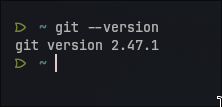 ~ git --version
git version 2.47.1
~